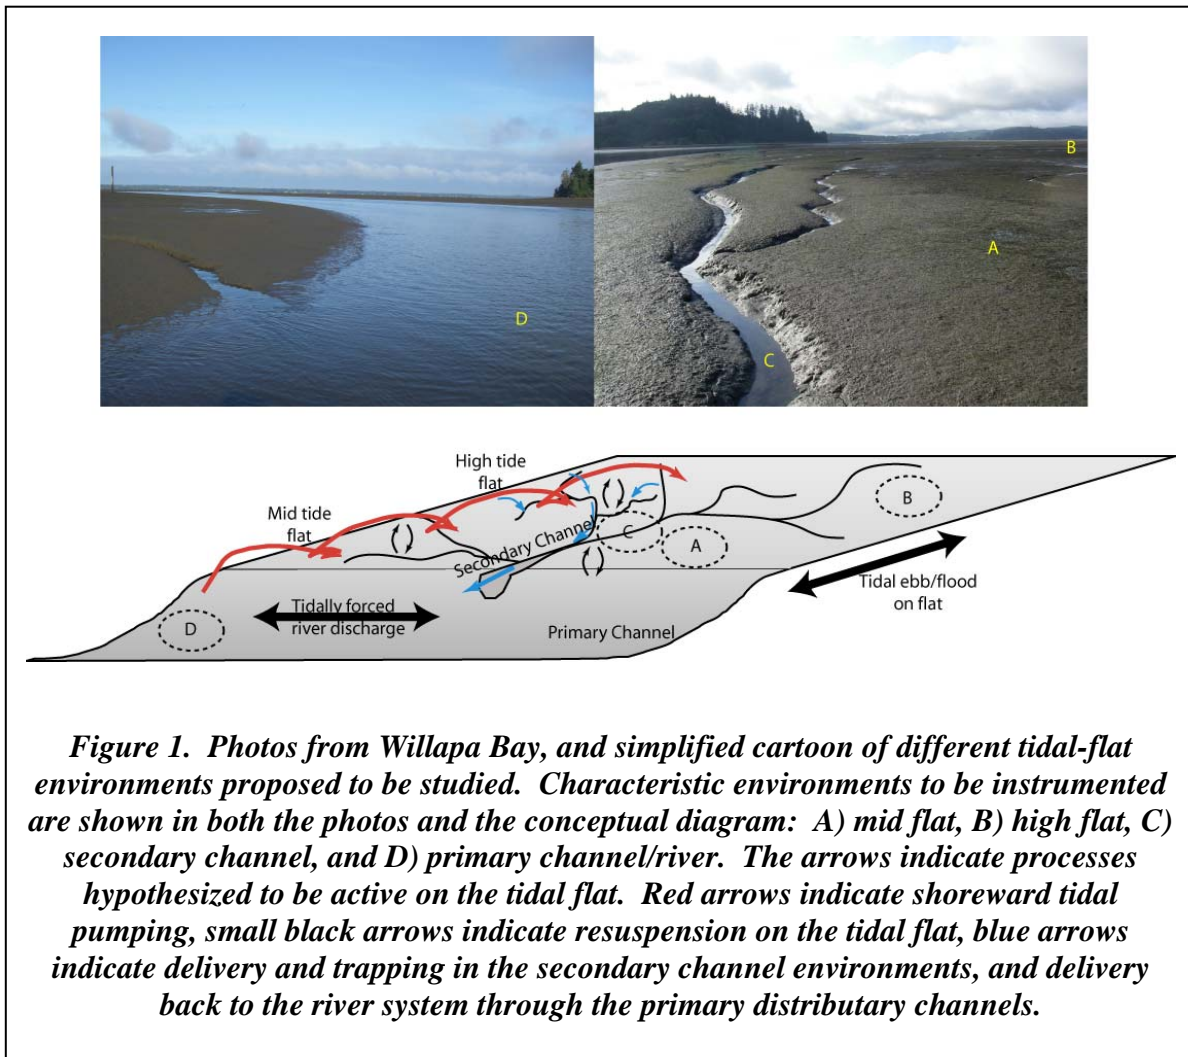 D
B
A
C
High tide
flat
Mid tide
flat
Secondary Channel
C
A
B
Tidal ebb/flood
on flat
D
Tidally forced
river discharge
Primary Channel
Figure 1.  Photos from Willapa Bay, and simplified cartoon of different tidal-flat
environments proposed to be studied.  Characteristic environments to be instrumented
are shown in both the photos and the conceptual diagram:  A) mid flat, B) high flat, C)
secondary channel, and D) primary channel/river.  The arrows indicate processes
hypothesized to be active on the tidal flat.  Red arrows indicate shoreward tidal
pumping, small black arrows indicate resuspension on the tidal flat, blue arrows
indicate delivery and trapping in the secondary channel environments, and delivery
back to the river system through the primary distributary channels.